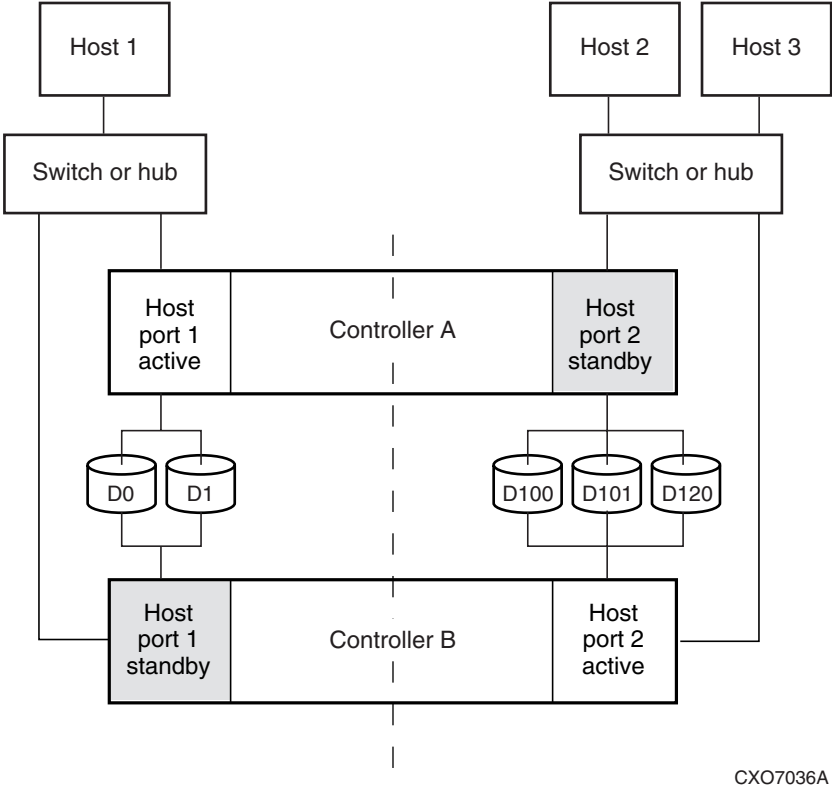 Host 1
Host 2
Host 3
Switch or hub
Switch or hub
Host
port 1
active
Controller A
Host
port 2
standby
D0
D1
D100
D101
D120
Host
port 1
standby
Controller B
Host
port 2
active
CXO7036A